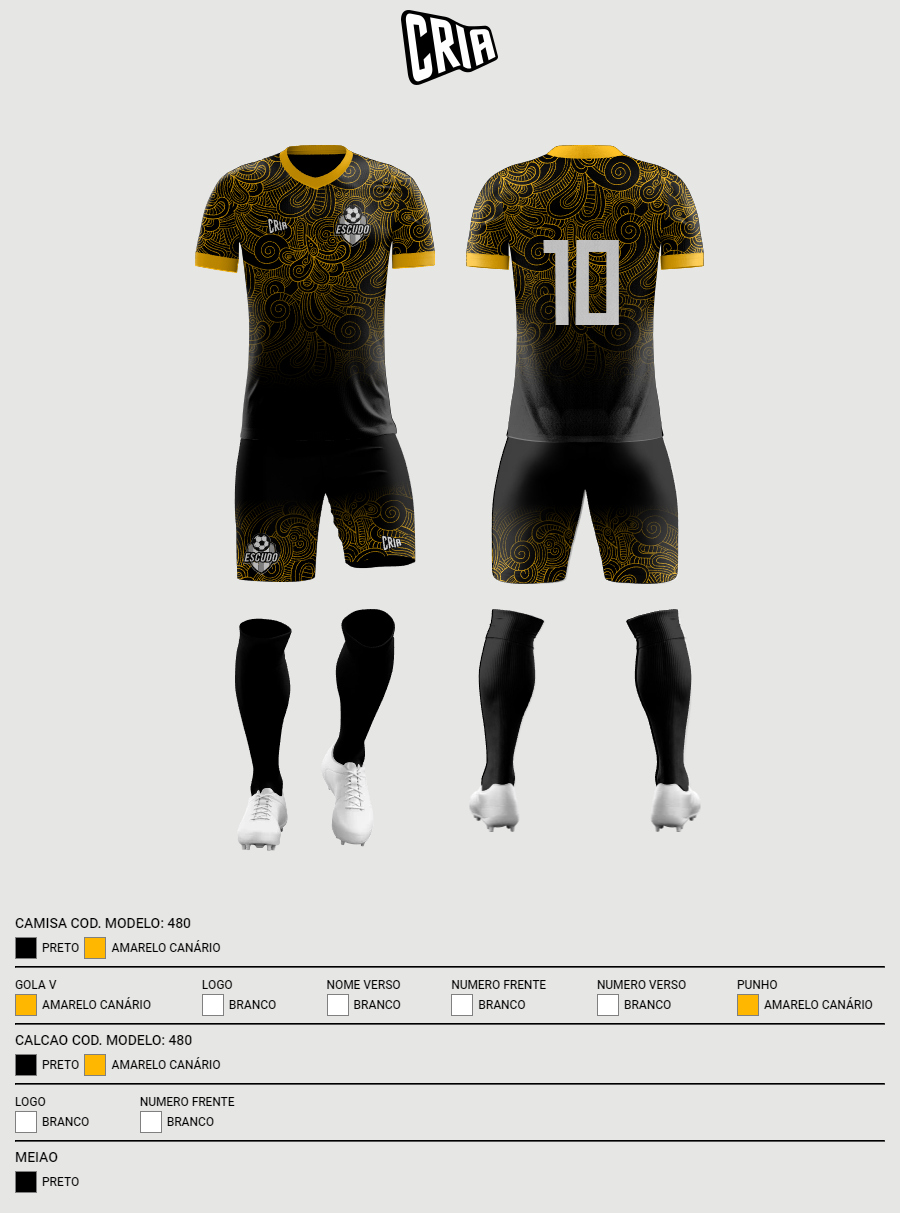 CRIA
CRIA
ESCUDO
10
ESCUDO
CRIA
CAMISA COD. MODELO: 480
PRETO AMARELO CANÁRIO
GOLA V LOGO NOME VERSO NUMERO FRENTE NUMERO VERSO PUNHO
AMARELO CANÁRIO BRANCO BRANCO BRANCO BRANCO AMARELO CANÁRIO
CALCAO COD. MODELO: 480
PRETO AMARELO CANÁRIO
LOGO NUMERO FRENTE
BRANCO BRANCO
MEIAO
PRETO